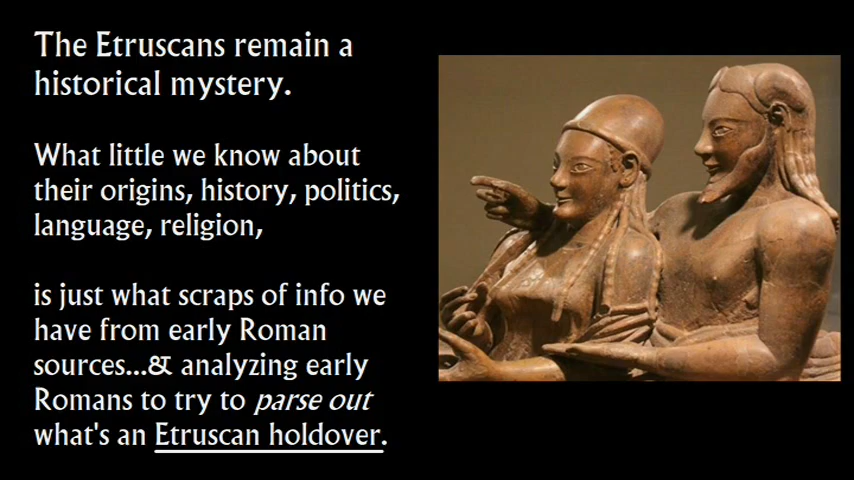 The Etruscans remain a
historical mystery.
What little we know about
their origins, history, politics,
language, religion,
is just what scraps of info we
have from early Roman
sources...& analyzing early
Romans to try to parse out
what's an Etruscan holdover.